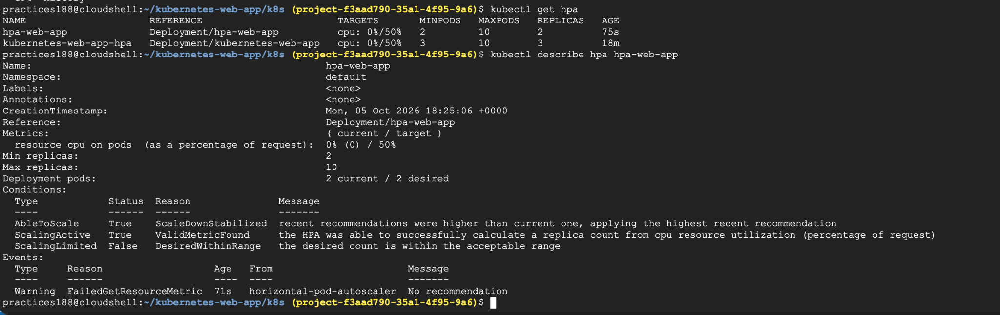 practices188@cloudshell:~/kubernetes-web-app/k8s (project-f3aad790-35a1-4f95-9a6)$ kubectl get hpa
NAME                     REFERENCE                       TARGETS       MINPODS   MAXPODS   REPLICAS   AGE
hpa-web-app              Deployment/hpa-web-app          cpu: 0%/50%   2         10        2          75s
kubernetes-web-app-hpa   Deployment/kubernetes-web-app   cpu: 0%/50%   3         10        3          18m
practices188@cloudshell:~/kubernetes-web-app/k8s (project-f3aad790-35a1-4f95-9a6)$ kubectl describe hpa hpa-web-app
Name:                                                  hpa-web-app
Namespace:                                             default
Labels:                                                <none>
Annotations:                                           <none>
CreationTimestamp:                                     Mon, 05 Oct 2026 18:25:06 +0000
Reference:                                             Deployment/hpa-web-app
Metrics:                                               ( current / target )
  resource cpu on pods  (as a percentage of request):  0% (0) / 50%
Min replicas:                                          2
Max replicas:                                          10
Deployment pods:                                       2 current / 2 desired
Conditions:
  Type            Status  Reason               Message
  ----            ------  ------               -------
  AbleToScale     True    ScaleDownStabilized  recent recommendations were higher than current one, applying the highest recent recommendation
  ScalingActive   True    ValidMetricFound     the HPA was able to successfully calculate a replica count from cpu resource utilization (percentage of request)
  ScalingLimited  False   DesiredWithinRange   the desired count is within the acceptable range
Events:
  Type     Reason                   Age   From                       Message
  ----     ------                   ----  ----                       -------
  Warning  FailedGetResourceMetric  71s   horizontal-pod-autoscaler  No recommendation
practices188@cloudshell:~/kubernetes-web-app/k8s (project-f3aad790-35a1-4f95-9a6)$